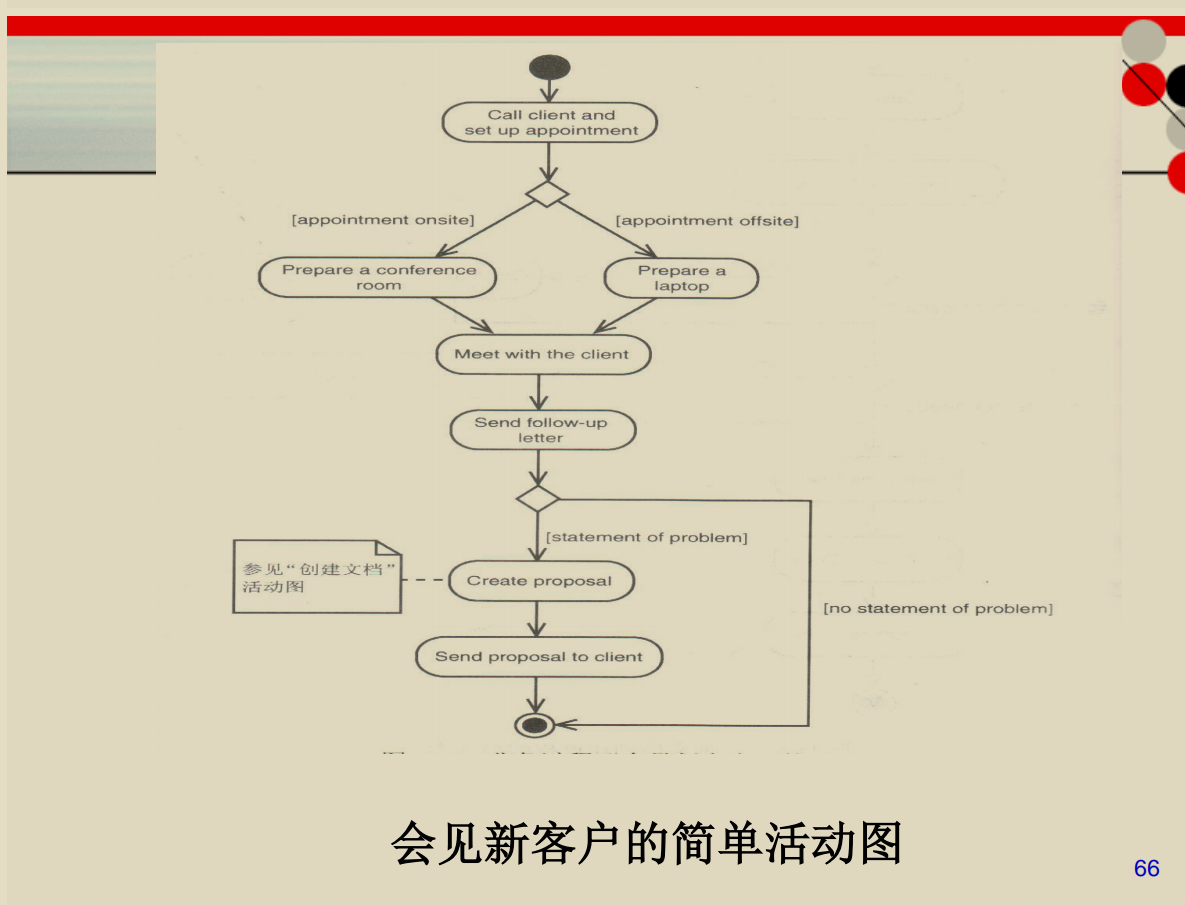 Call client and
set up appointment
[appointment onsite]
[appointment offsite]
Prepare a conference
room
Prepare a
laptop
Meet with the client
Send follow-up
letter
[statement of problem]
参见“创建文档”
活动图
Create proposal
[no statement of problem]
Send proposal to client
会见新客户的简单活动图
66